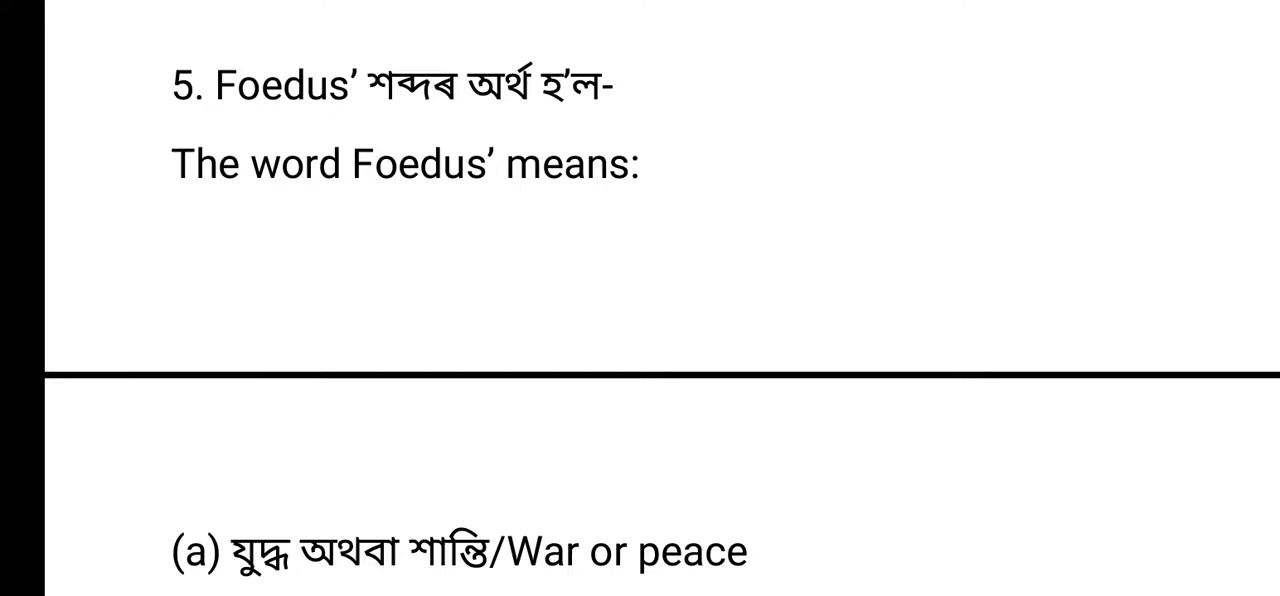 5. Foedus’ শব্দৰ অৰ্থ হ’ল-
The word Foedus’ means:
(a) যুদ্ধ অথবা শান্তি/War or peace